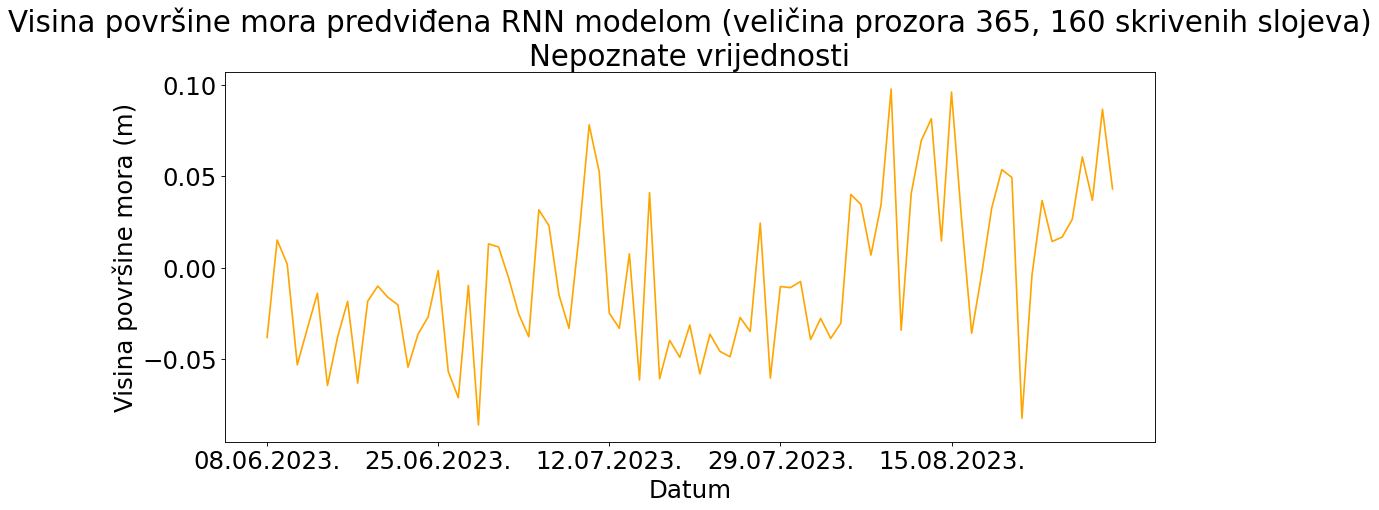 Visina površine mora predviđena RNN modelom (veličina prozora 365, 160 skrivenih slojeva)
Nepoznate vrijednosti
Visina površine mora (m)
0.10
0.05
0.00
−0.05
08.06.2023. 25.06.2023. 12.07.2023. 29.07.2023. 15.08.2023.
Datum